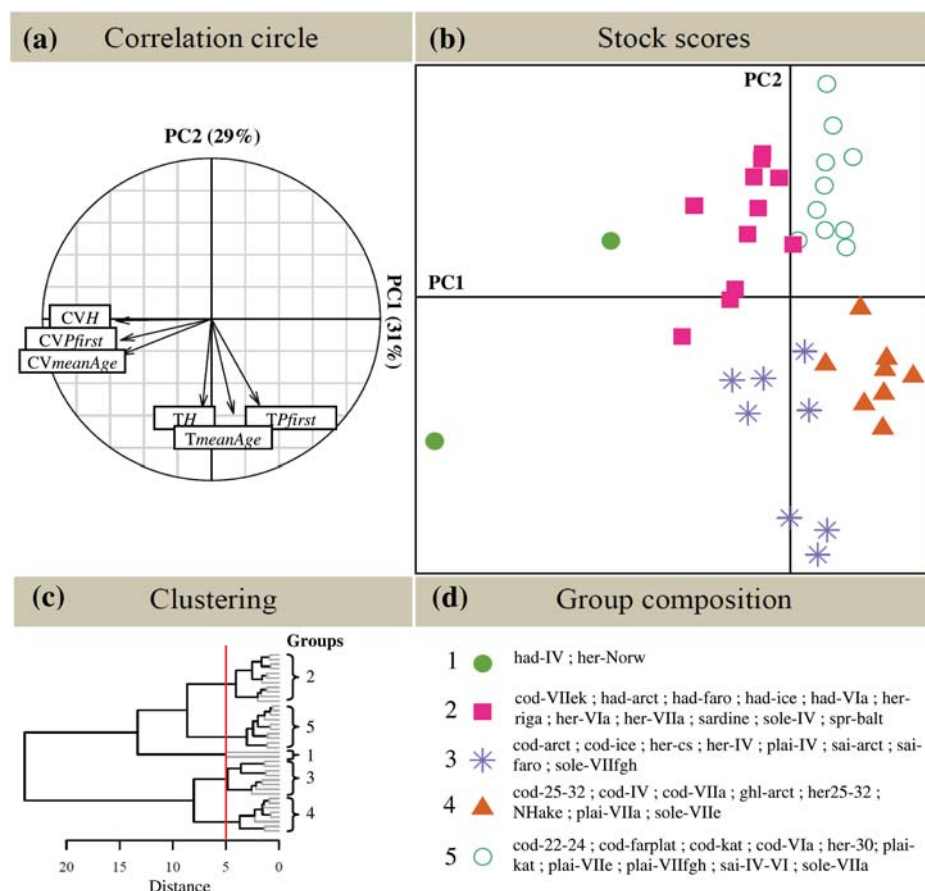 (a) Correlation circle
PC2 (29%)
PC1 (31%)
CVH
CVPfirst
CVmeanAge
TH
TPfirst
TmeanAge
(b) Stock scores
PC2
PC1
(c) Clustering
Groups
2
5
1
3
4
20 15 10 5 0
Distance
(d) Group composition
1 had-IV ; her-Norw
2 cod-VIIek ; had-arct ; had-faro ; had-ice ; had-VIa ; her-
riga ; her-VIa ; her-VIIa ; sardine ; sole-IV ; spr-balt
3 cod-arct ; cod-ice ; her-cs ; her-IV ; plai-IV ; sai-arct ; sai-
faro ; sole-VIIfgh
4 cod-25-32 ; cod-IV ; cod-VIIa ; ghl-arct ; her25-32 ;
NHake ; plai-VIIa ; sole-VIIe
5 cod-22-24 ; cod-farplat ; cod-kat ; cod-VIa ; her-30; plai-
kat ; plai-VIIe ; plai-VIIfgh ; sai-IV-VI ; sole-VIIa